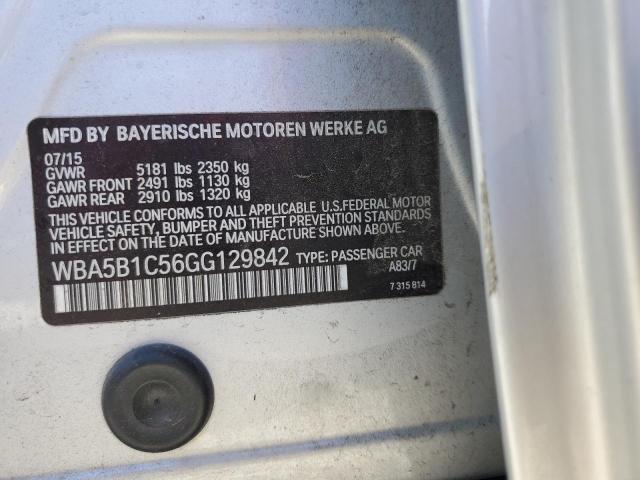 MFD BY BAYERISCHE MOTOREN WERKE AG
07/15
GVWR 5181 lbs 2350 kg
GAWR FRONT 2491 lbs 1130 kg
GAWR REAR 2910 lbs 1320 kg
THIS VEHICLE CONFORMS TO ALL APPLICABLE U.S.FEDERAL MOTOR
VEHICLE SAFETY, BUMPER AND THEFT PREVENTION STANDARDS
IN EFFECT ON THE DATE OF MANUFACTURE SHOWN ABOVE.
WBA5B1C56GG129842 TYPE: PASSENGER CAR
A83/7
7 315 814